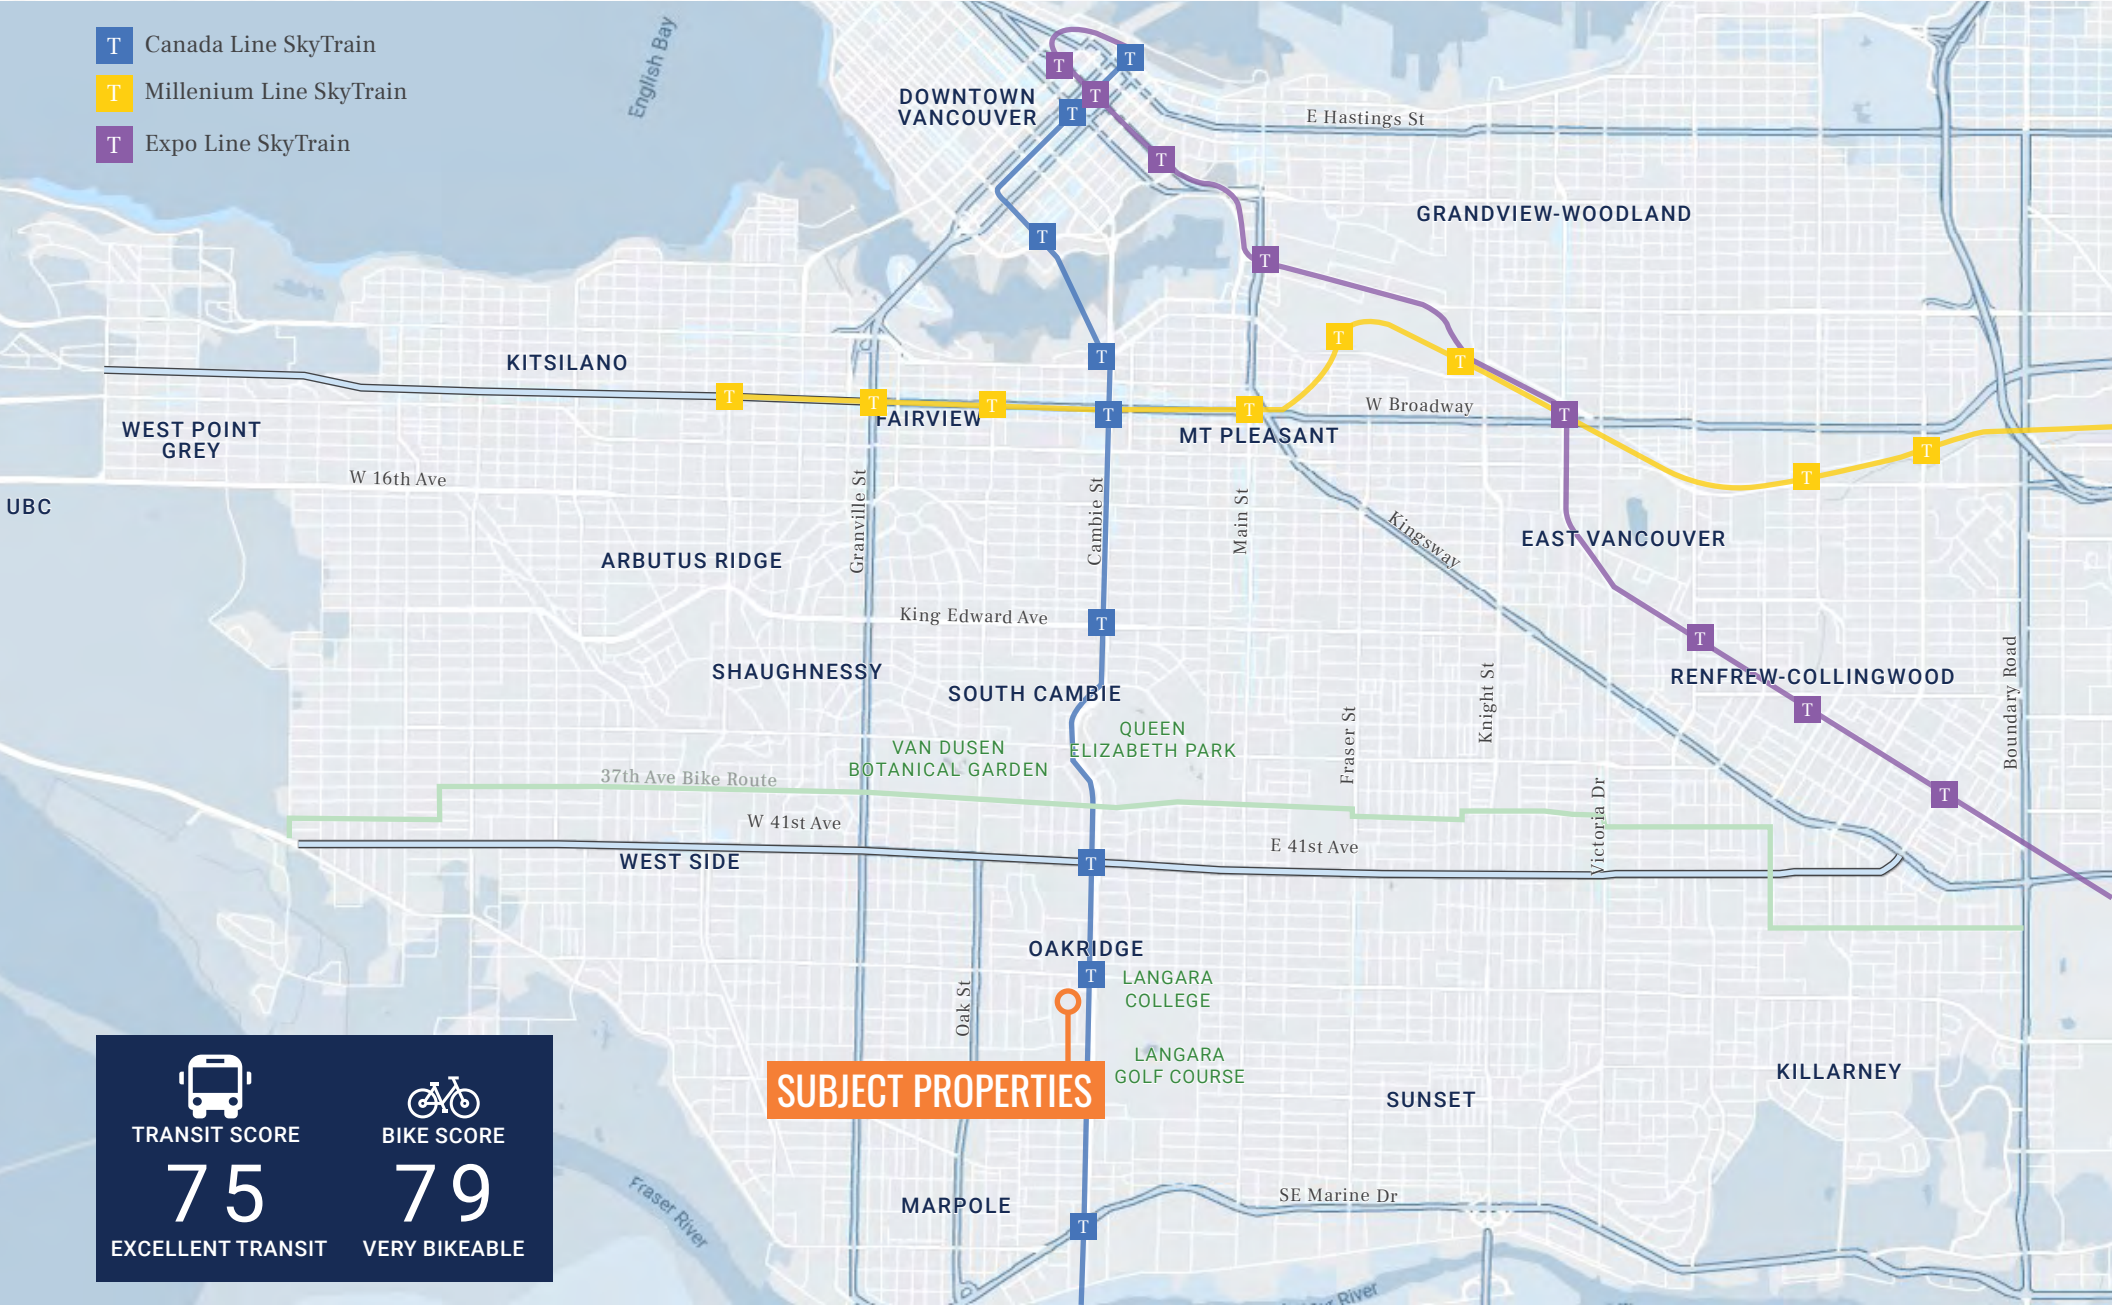 T Canada Line SkyTrain
T Millenium Line SkyTrain
T Expo Line SkyTrain
English Bay
DOWNTOWN
VANCOUVER
T
T
T
T
T
T
T
E Hastings St
GRANDVIEW-WOODLAND
KITSILANO
T
T
T
T
T
T
T
T
T
T
T
FAIRVIEW
MT PLEASANT
W Broadway
WEST POINT
GREY
W 16th Ave
UBC
Granville St
Cambie St
Main St
Kingsway
EAST VANCOUVER
ARBUTUS RIDGE
King Edward Ave
T
T
SHAUGHNESSY
SOUTH CAMBIE
RENFREW-COLLINGWOOD
T
Boundary Road
Knight St
Fraser St
QUEEN
ELIZABETH PARK
VAN DUSEN
BOTANICAL GARDEN
37th Ave Bike Route
T
Victoria Dr
W 41st Ave
E 41st Ave
WEST SIDE
T
OAKRIDGE
T
LANGARA
COLLEGE
Oak St
LANGARA
GOLF COURSE
SUBJECT PROPERTIES
SUNSET
KILLARNEY
TRANSIT SCORE
75
EXCELLENT TRANSIT
BIKE SCORE
79
VERY BIKEABLE
Fraser River
MARPOLE
T
SE Marine Dr
River